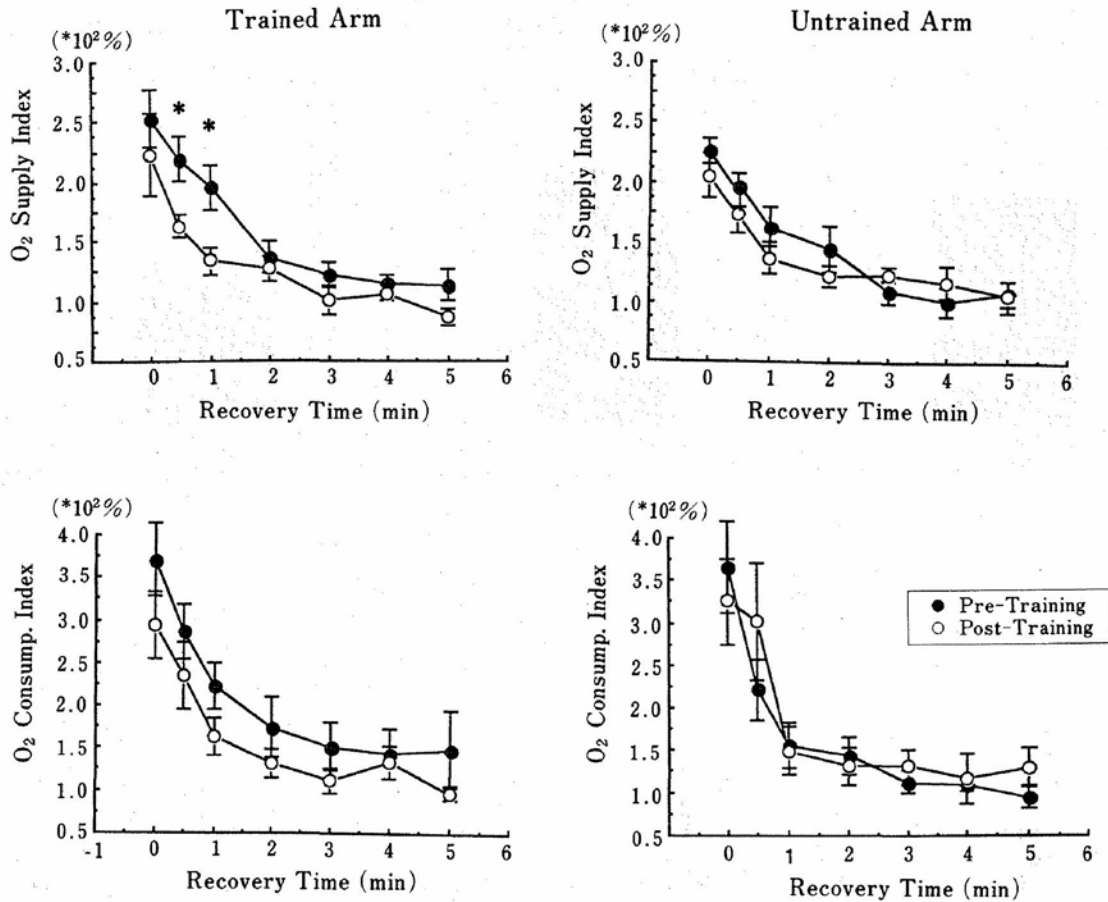 Trained Arm
(*10²%)
O₂ Supply Index
3.0
2.5
2.0
1.5
1.0
0.5
* *
0 1 2 3 4 5 6
Recovery Time (min)
Untrained Arm
(*10²%)
O₂ Supply Index
3.0
2.5
2.0
1.5
1.0
0.5
0 1 2 3 4 5 6
Recovery Time (min)
(*10²%)
O₂ Consump. Index
4.0
3.5
3.0
2.5
2.0
1.5
1.0
0.5
-1 0 1 2 3 4 5 6
Recovery Time (min)
(*10²%)
O₂ Consump. Index
4.0
3.5
3.0
2.5
2.0
1.5
1.0
0.5
0 1 2 3 4 5 6
Recovery Time (min)
Pre-Training
Post-Training